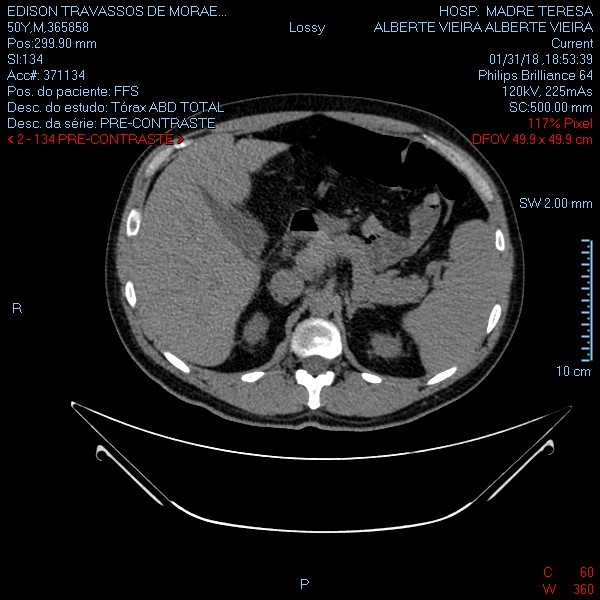 EDISON TRAVASSOS DE MORAE...
50Y,M,365858
Pos:299.90 mm
SI:134
Acc#: 371134
Pos. do paciente: FFS
Desc. do estudo: Tórax ABD TOTAL
Desc. da série: PRE-CONTRASTE
< 2 - 134 PRE-CONTRASTE >
Lossy
HOSP. MADRE TERESA
ALBERTE VIEIRA ALBERTE VIEIRA
Current
01/31/18 ,18:53:39
Philips Brilliance 64
120kV, 225mAs
SC:500.00 mm
117% Pixel
DFOV 49.9 x 49.9 cm
SW 2.00 mm
R
10 cm
P
C 60
W 360